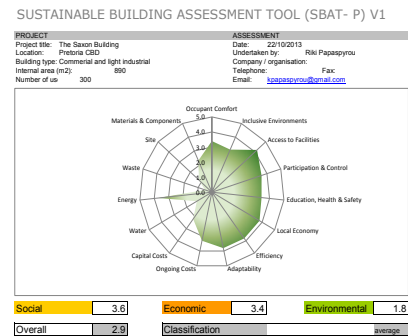 SUSTAINABLE BUILDING ASSESSMENT TOOL (SBAT- P) V1
PROJECT ASSESSMENT
Project title: The Saxon Building Date: 22/10/2013
Location: Pretoria CBD Undertaken by: Riki Papaspyrou
Building type: Commerial and light industrial Company / organisation:
Internal area (m2): 890 Telephone: Fax:
Number of us 300 Email: kpapaspyrou@gmail.com
Occupant Comfort
Materials & Components Inclusive Environments
Site Access to Facilities
Waste Participation & Control
Energy Education, Health & Safety
Water Local Economy
Capital Costs Efficiency
Ongoing Costs Adaptability
5.0
4.0
3.0
2.0
1.0
0.0
Social 3.6 Economic 3.4 Environmental 1.8
Overall 2.9 Classification average